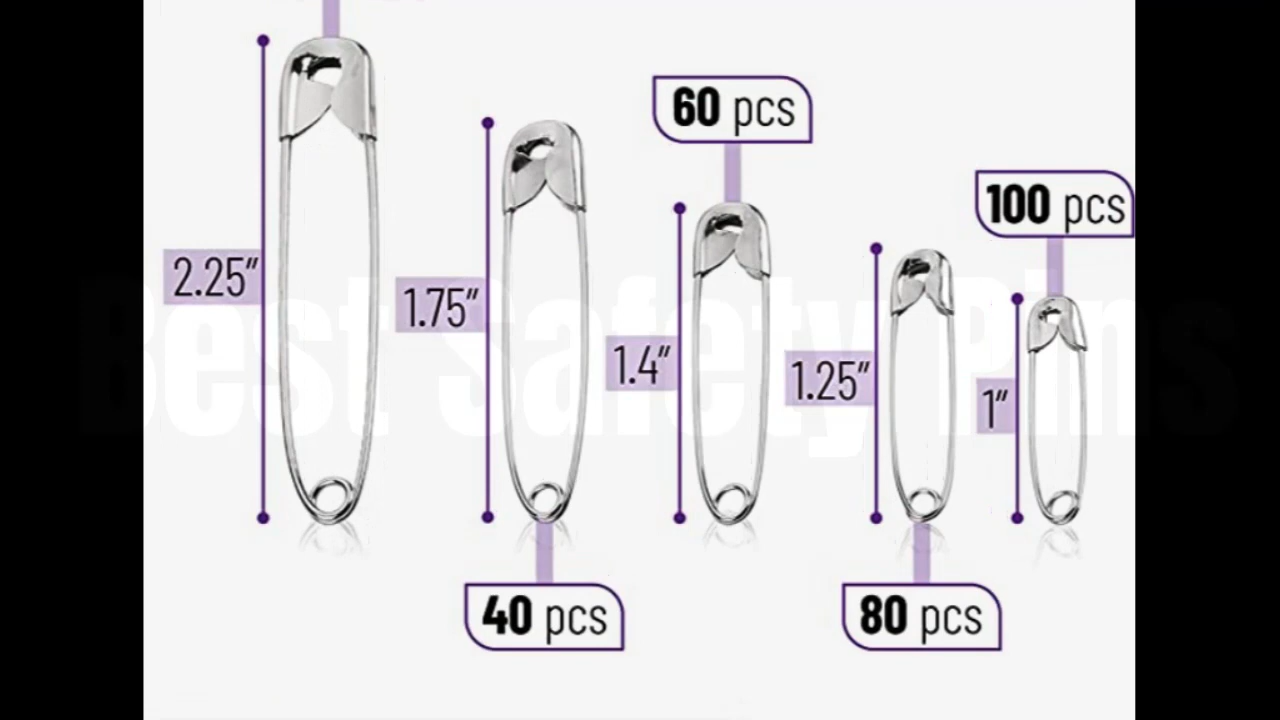 60 pcs
100 pcs
2.25”
1.75”
1.4”
1.25”
1”
Best Safety Pins
40 pcs
80 pcs